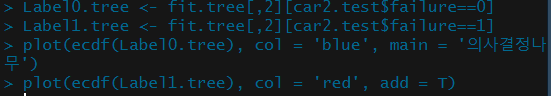 > Label0.tree <- fit.tree[,2][car2.test$failure==0]
> Label1.tree <- fit.tree[,2][car2.test$failure==1]
> plot(ecdf(Label0.tree), col = 'blue', main = '의사결정나
무')
> plot(ecdf(Label1.tree), col = 'red', add = T)